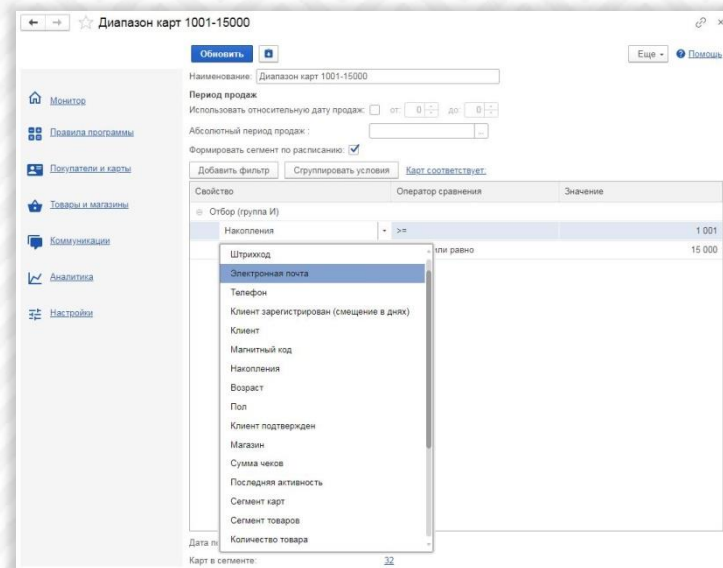 Диапазон карт 1001-15000
Обновить
Еще
Помощь
Наименование: Диапазон карт 1001-15000
Период продаж
Использовать относительную дату продаж: от: 0 до: 0
Абсолютный период продаж :
Формировать сегмент по расписанию:
Добавить фильтр Сгруппировать условия Карт соответствует:
Свойство Оператор сравнения Значение
Отбор (группа И)
Накопления >= 1 001
или равно 15 000
Штрихкод
Электронная почта
Телефон
Клиент зарегистрирован (смещение в днях)
Клиент
Магнитный код
Накопления
Возраст
Пол
Клиент подтвержден
Магазин
Сумма чеков
Последняя активность
Сегмент карт
Сегмент товаров
Количество товара
Дата
Карт в сегменте: 32
Монитор
Правила программы
Покупатели и карты
Товары и магазины
Коммуникации
Аналитика
Настройки